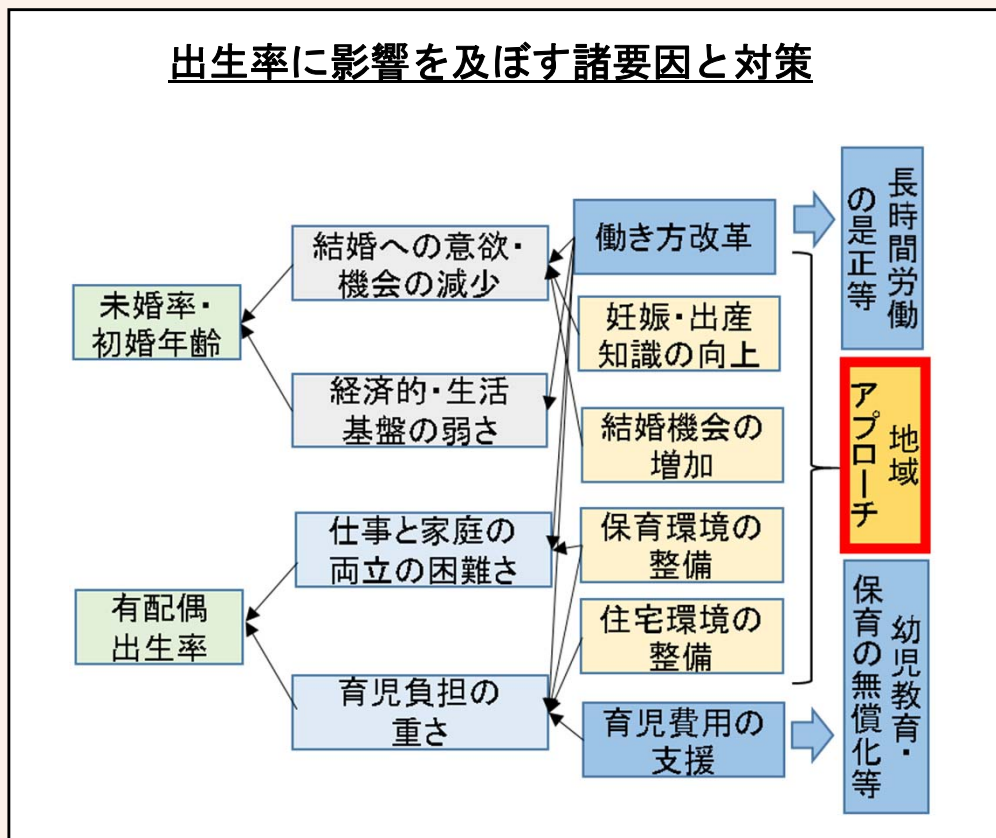 出生率に影響を及ぼす諸要因と対策
未婚率・
初婚年齢
有配偶
出生率
結婚への意欲・
機会の減少
経済的・生活
基盤の弱さ
仕事と家庭の
両立の困難さ
育児負担の
重さ
働き方改革
妊娠・出産
知識の向上
結婚機会の
増加
保育環境の
整備
住宅環境の
整備
育児費用の
支援
長時間労働
の是正等
地域
アプローチ
幼児教育・
保育の無償化等